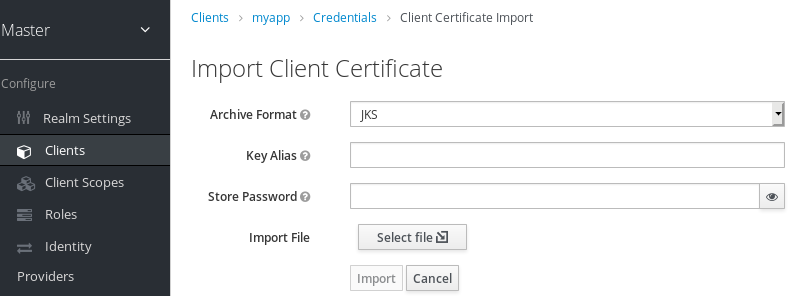 Master
Configure
Realm Settings
Clients
Client Scopes
Roles
Identity
Providers
Clients > myapp > Credentials > Client Certificate Import
Import Client Certificate
Archive Format ?
JKS
Key Alias ?
Store Password ?
Import File
Select file
Import Cancel